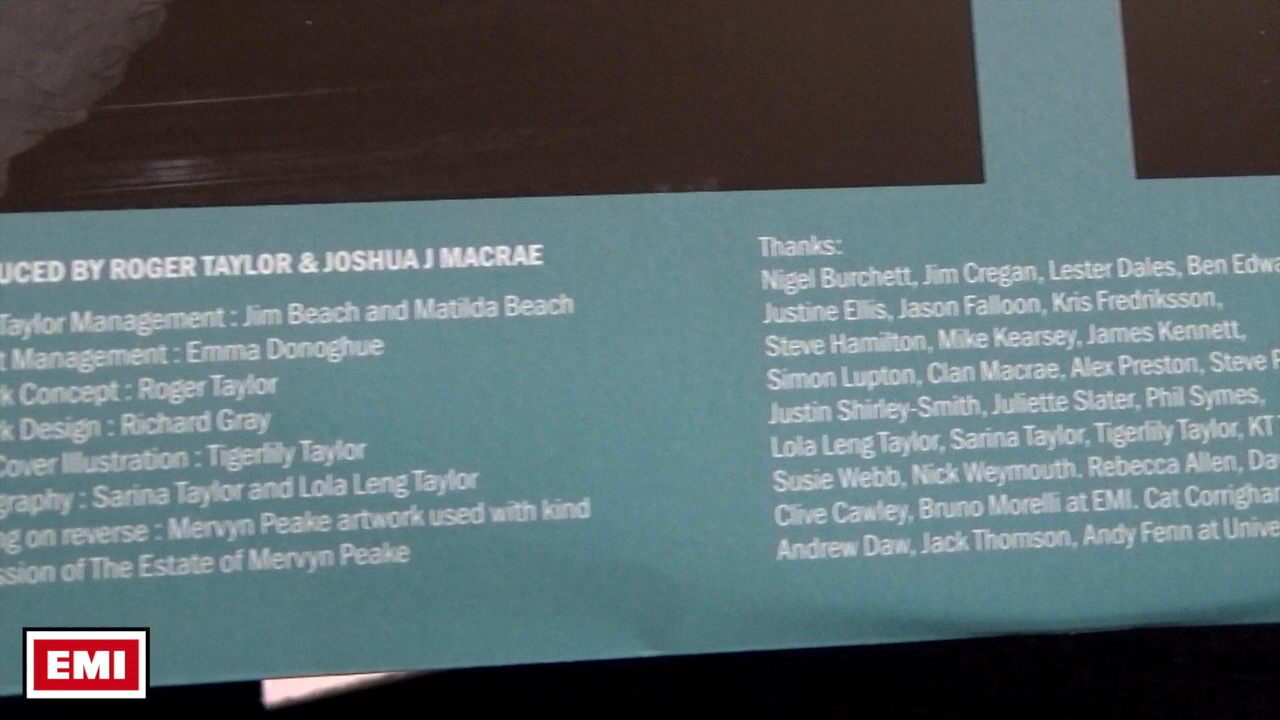 UCED BY ROGER TAYLOR & JOSHUA J MACRAE
Taylor Management : Jim Beach and Matilda Beach
t Management : Emma Donoghue
k Concept : Roger Taylor
k Design : Richard Gray
Cover Illustration : Tigerlily Taylor
graphy : Sarina Taylor and Lola Leng Taylor
ng on reverse : Mervyn Peake artwork used with kind
ssion of The Estate of Mervyn Peake
Thanks:
Nigel Burchett, Jim Cregan, Lester Dales, Ben Edwa
Justine Ellis, Jason Falloon, Kris Fredriksson,
Steve Hamilton, Mike Kearsey, James Kennett,
Simon Lupton, Clan Macrae, Alex Preston, Steve P
Justin Shirley-Smith, Juliette Slater, Phil Symes,
Lola Leng Taylor, Sarina Taylor, Tigerlily Taylor, KT
Susie Webb, Nick Weymouth. Rebecca Allen, Da
Clive Cawley, Bruno Morelli at EMI. Cat Corrighan
Andrew Daw, Jack Thomson, Andy Fenn at Unive
EMI